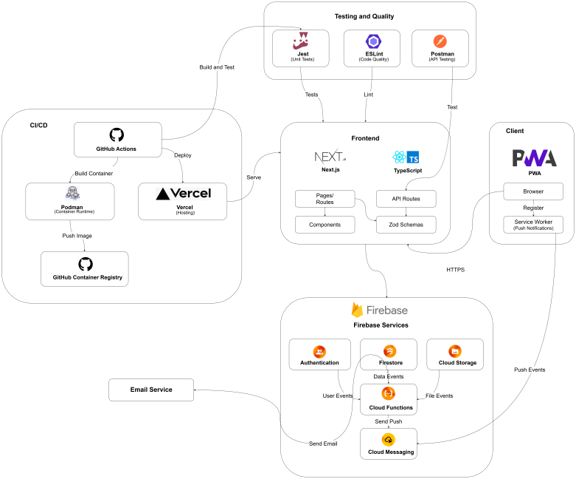 Testing and Quality
Jest
(Unit Tests)
ESLint
(Code Quality)
Postman
(API Testing)
Build and Test
Tests
Lint
Test
CI/CD
GitHub Actions
Build Container
Deploy
Podman
(Container Runtime)
Vercel
Vercel
(Hosting)
Push Image
GitHub Container Registry
Serve
Frontend
NEXT.JS
Next.js
TS
TypeScript
Pages/
Routes
API Routes
Components
Zod Schemas
Client
PWA
PWA
Browser
Register
Service Worker
(Push Notifications)
HTTPS
Firebase
Firebase Services
Authentication
Firestore
Cloud Storage
Data Events
User Events
File Events
Cloud Functions
Send Push
Cloud Messaging
Push Events
Email Service
Send Email